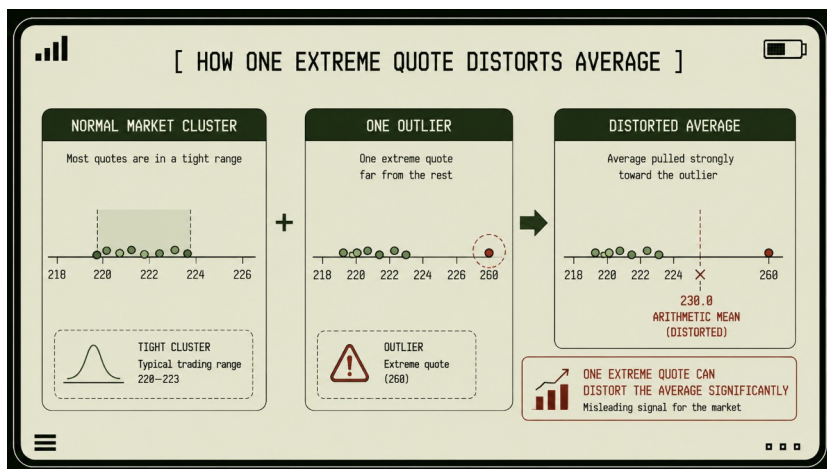 [ HOW ONE EXTREME QUOTE DISTORTS AVERAGE ]
NORMAL MARKET CLUSTER
Most quotes are in a tight range
218 220 222 224 226
TIGHT CLUSTER
Typical trading range
220—223
+
ONE OUTLIER
One extreme quote
far from the rest
218 220 222 224 226 260
OUTLIER
Extreme quote
(260)
DISTORTED AVERAGE
Average pulled strongly
toward the outlier
218 220 222 224 260
230.0
ARITHMETIC MEAN
(DISTORTED)
ONE EXTREME QUOTE CAN
DISTORT THE AVERAGE SIGNIFICANTLY
Misleading signal for the market